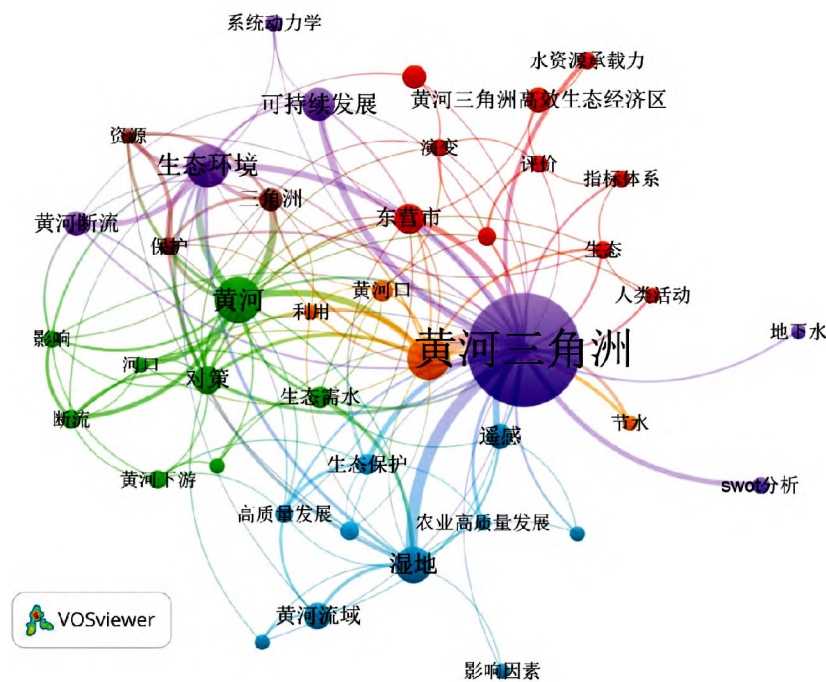 系统动力学
水资源承载力
可持续发展
黄河三角洲高效生态经济区
资源
演变
生态环境
评价
指标体系
三角洲
黄河断流
东营市
保护
生态
黄河口
人类活动
黄河
利用
影响
地下水
黄河三角洲
河口
对策
生态需水
断流
节水
遥感
生态保护
黄河下游
swot分析
高质量发展
农业高质量发展
湿地
黄河流域
VOSviewer
影响因素